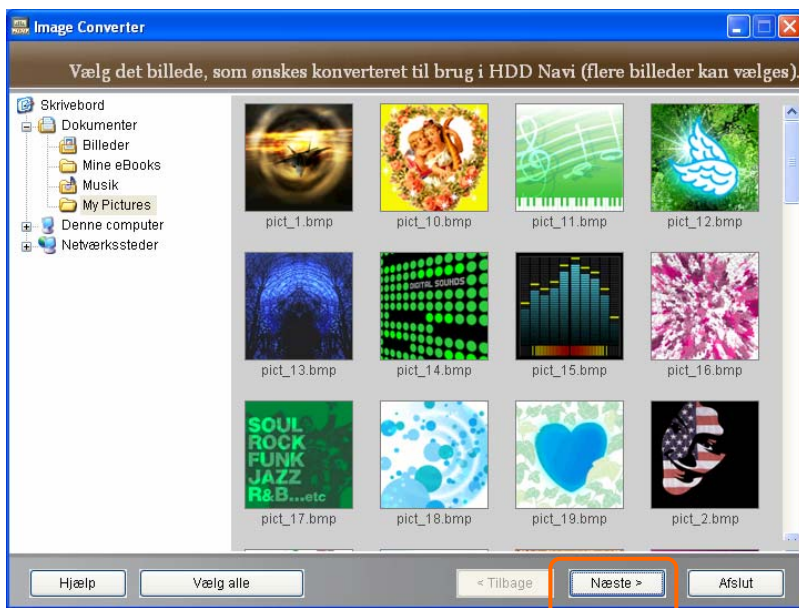 Image Converter
Vælg det billede, som ønskes konverteret til brug i HDD Navi (flere billeder kan vælges).
Skrivebord
Dokumenter
Billeder
Mine eBooks
Musik
My Pictures
Denne computer
Netværkssteder
pict_1.bmp
pict_10.bmp
pict_11.bmp
pict_12.bmp
DIGITAL SOUNDS
pict_13.bmp
pict_14.bmp
pict_15.bmp
pict_16.bmp
SOUL
ROCK
FUNK
JAZZ
R&B...etc
pict_17.bmp
pict_18.bmp
pict_19.bmp
pict_2.bmp
Hjælp
Vælg alle
< Tilbage
Næste >
Afslut